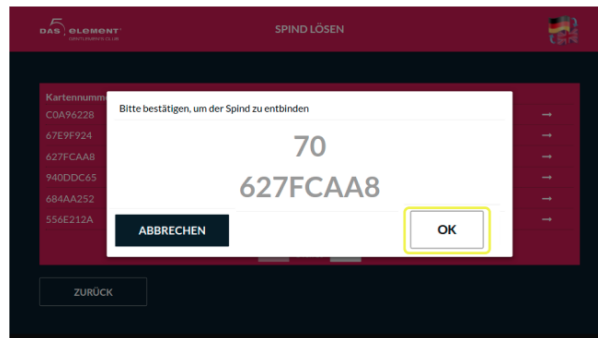 5
DAS ELEMENT
SPIND LÖSEN
Kartennumm
C0A96228
67E9F924
627FCAA8
940DDC65
684AA252
556E212A
Bitte bestätigen, um der Spind zu entbinden
70
627FCAA8
ABBRECHEN
OK
ZURÜCK